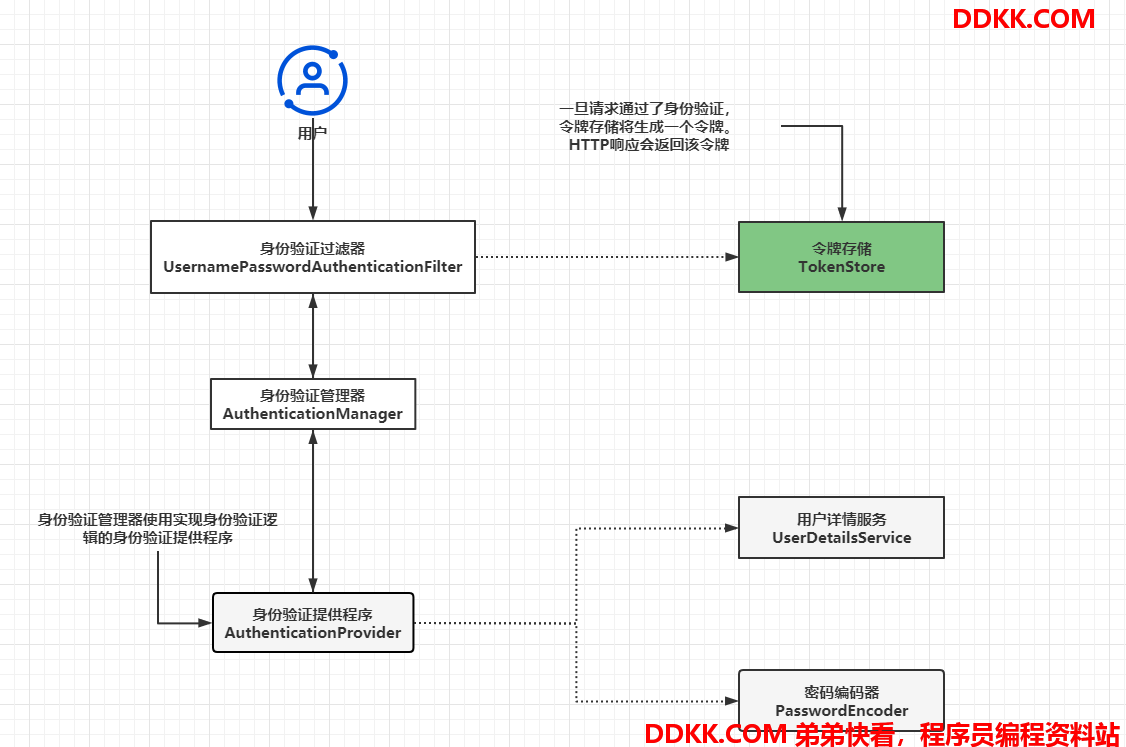 DDKK.COM
用户
一旦请求通过了身份验证，
令牌存储将生成一个令牌。
HTTP响应会返回该令牌
身份验证过滤器
UsernamePasswordAuthenticationFilter
令牌存储
TokenStore
身份验证管理器
AuthenticationManager
身份验证管理器使用实现身份验证逻
辑的身份验证提供程序
用户详情服务
UserDetailsService
身份验证提供程序
AuthenticationProvider
密码编码器
PasswordEncoder
DDKK.COM 弟弟快看，程序员编程资料站